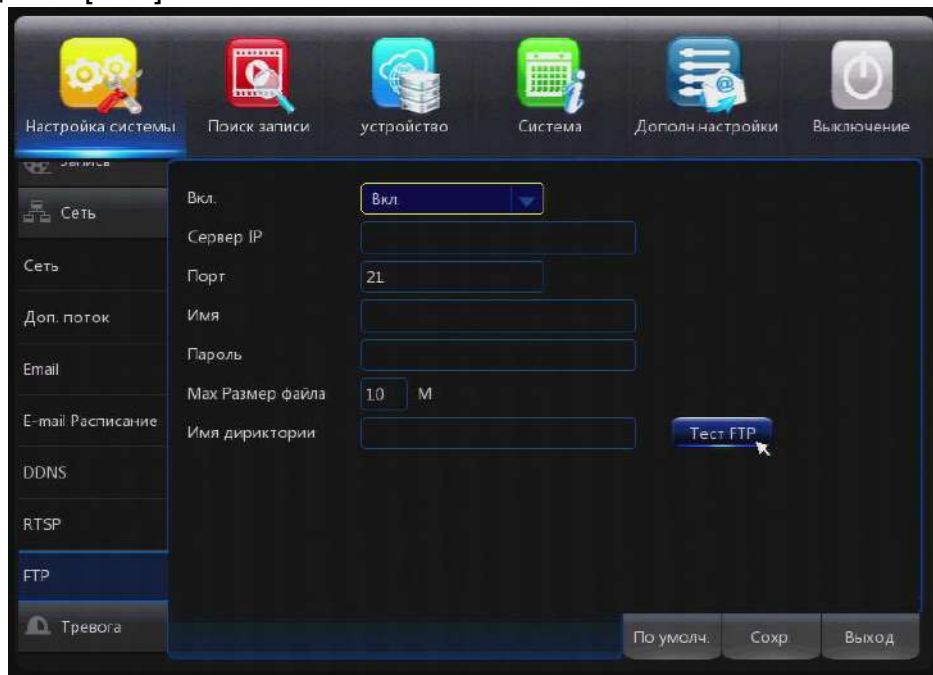 Настройка системы
Поиск записи
устройство
Система
Дополн.настройки
Выключение
Запись
Сеть
Сеть
Доп. поток
Email
E-mail Расписание
DDNS
RTSP
FTP
Тревога
Вкл. Вкл.
Сервер IP
Порт 21
Имя
Пароль
Мах Размер файла 10 М
Имя дириктории Тест FTP
По умолч. Сохр. Выход